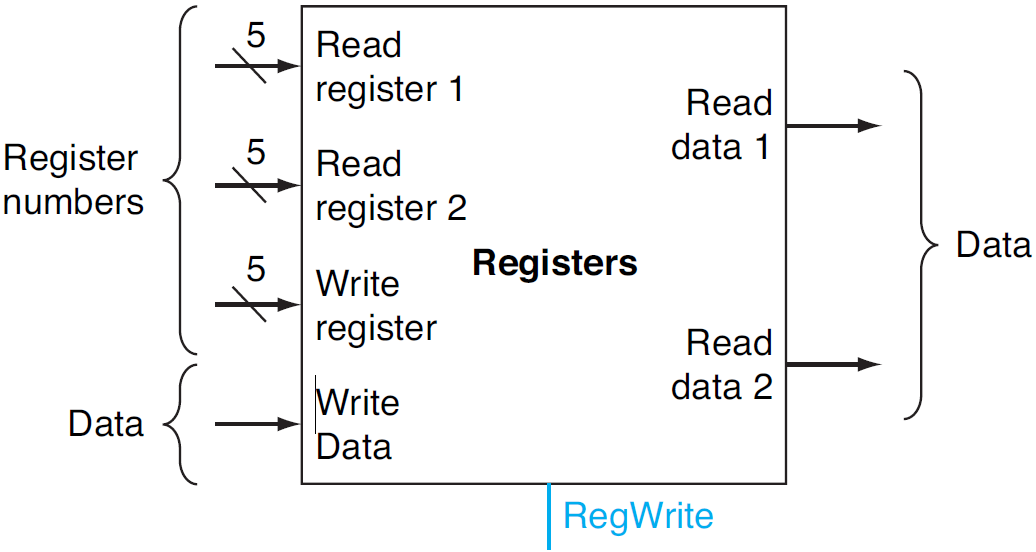 5
Read
register 1
5
Read
register 2
5
Write
register
Write
Data
Register
numbers
Data
Registers
Read
data 1
Read
data 2
Data
RegWrite